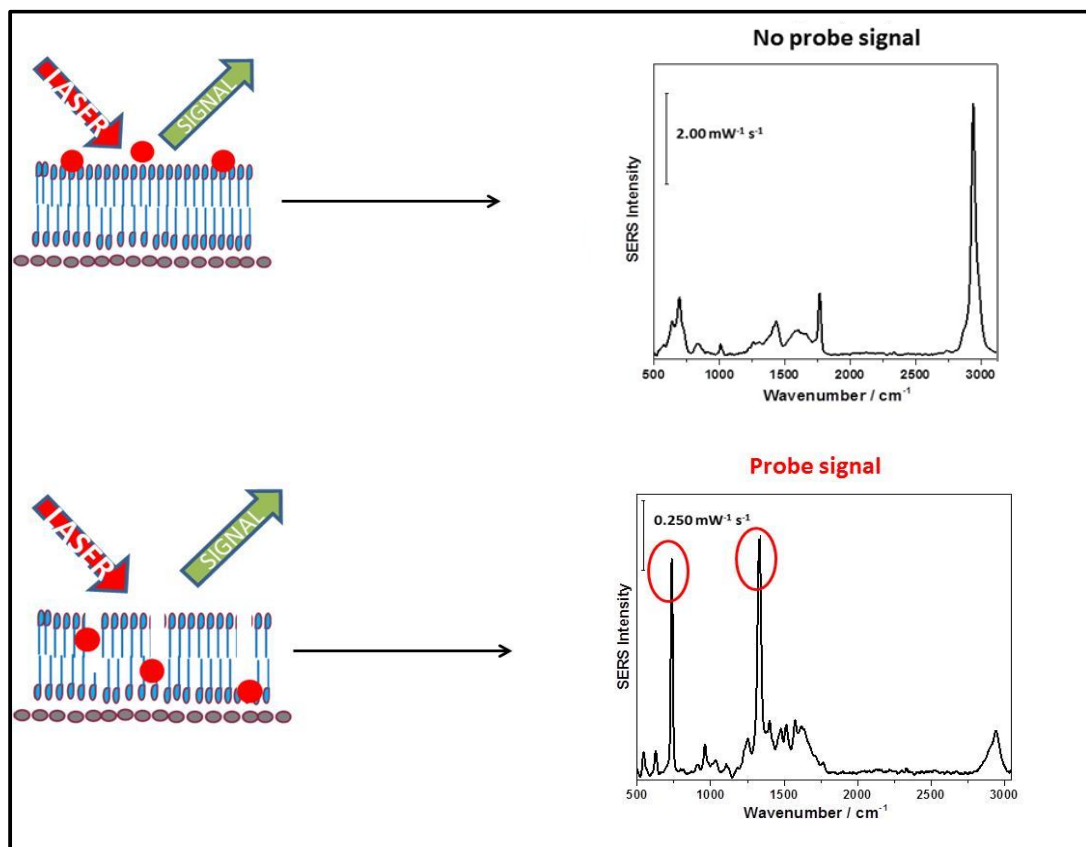 LASER
SIGNAL
No probe signal
2.00 mW⁻¹ s⁻¹
SERS Intensity
500 1000 1500 2000 2500 3000
Wavenumber / cm⁻¹
LASER
SIGNAL
Probe signal
0.250 mW⁻¹ s⁻¹
SERS Intensity
500 1000 1500 2000 2500 3000
Wavenumber / cm⁻¹